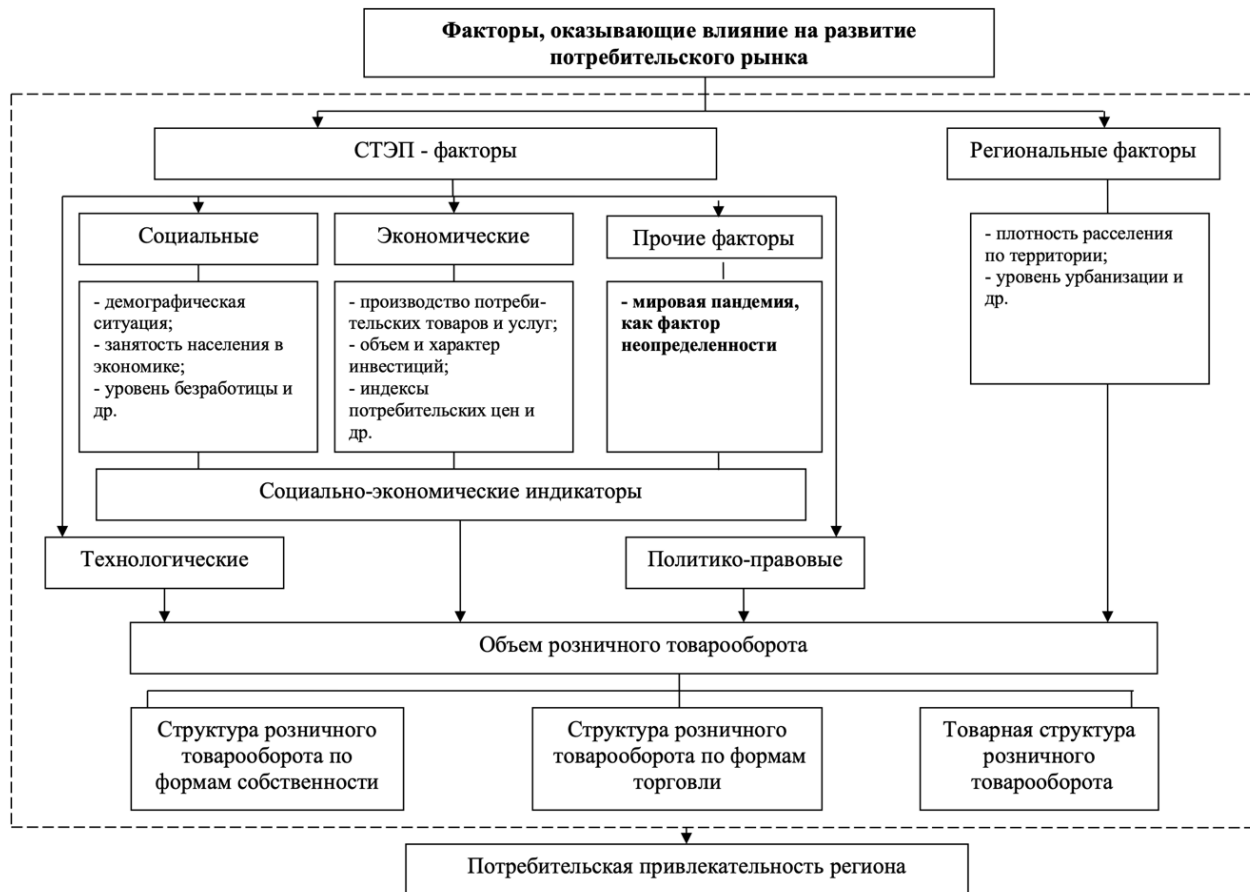 Факторы, оказывающие влияние на развитие
потребительского рынка
СТЭП - факторы
Региональные факторы
Социальные
Экономические
Прочие факторы
- плотность расселения
по территории;
- уровень урбанизации и
др.
- демографическая
ситуация;
- занятость населения в
экономике;
- уровень безработицы и
др.
- производство потреби-
тельских товаров и услуг;
- объем и характер
инвестиций;
- индексы
потребительских цен и
др.
- мировая пандемия,
как фактор
неопределенности
Социально-экономические индикаторы
Технологические
Политико-правовые
Объем розничного товарооборота
Структура розничного
товарооборота по
формам собственности
Структура розничного
товарооборота по формам
торговли
Товарная структура
розничного
товарооборота
Потребительская привлекательность региона